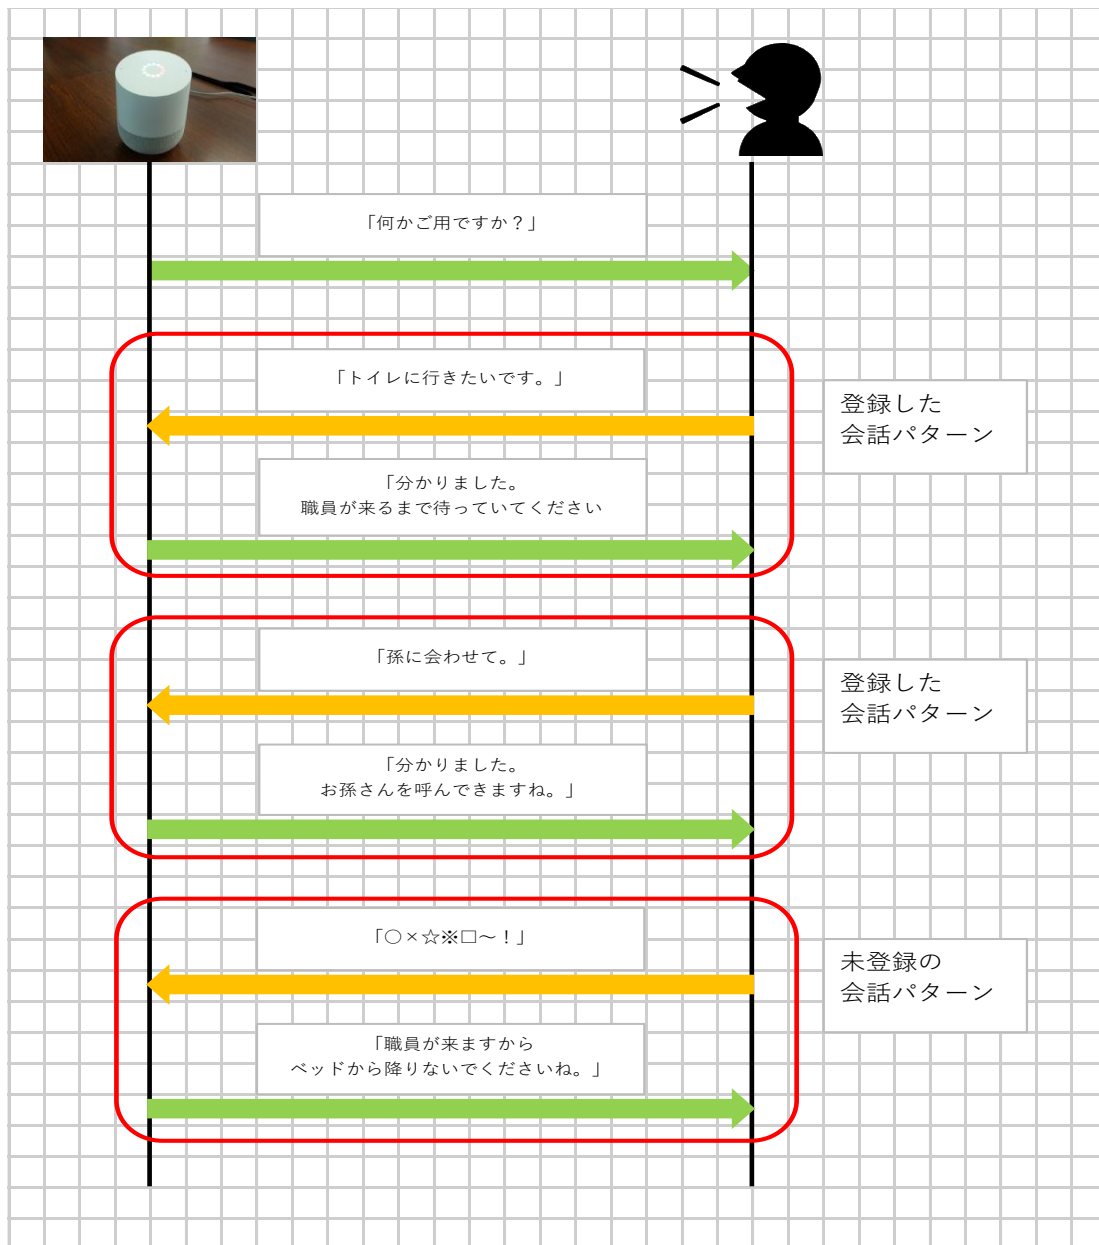 「何かご用ですか？」
「トイレに行きたいです。」
登録した
会話パターン
「分かりました。
職員が来るまで待っていてください
「孫に会わせて。」
登録した
会話パターン
「分かりました。
お孫さんを呼んできますね。」
「○×☆※□～！」
未登録の
会話パターン
「職員が来ますから
ベッドから降りないでくださいね。」